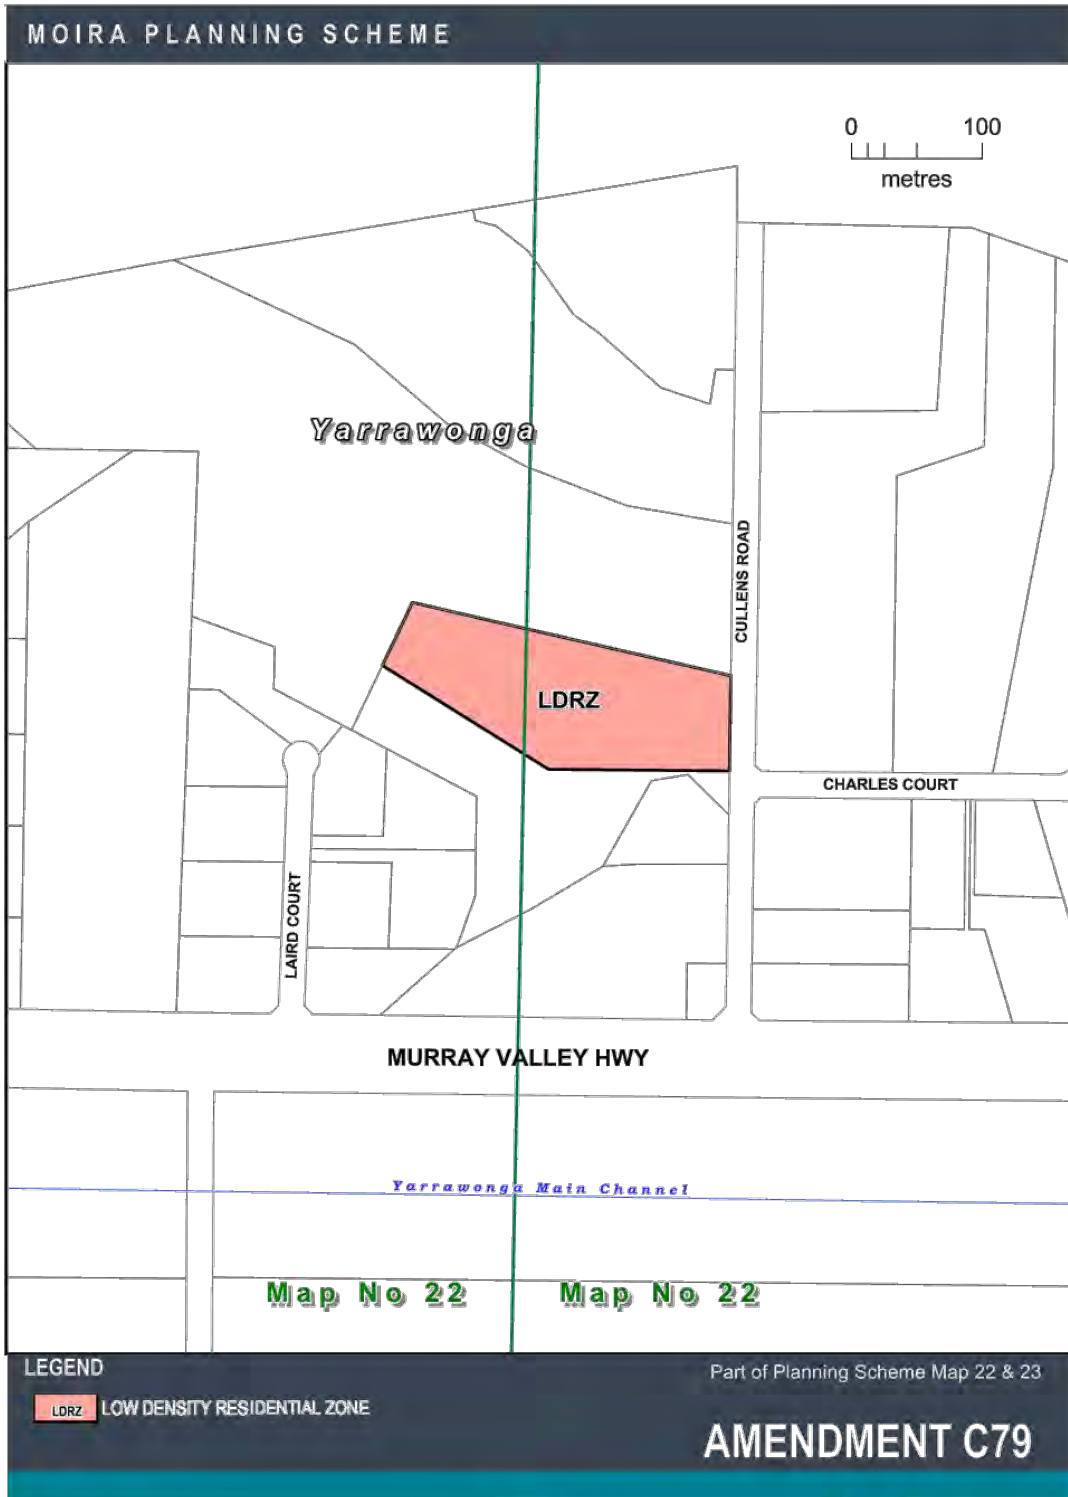 MOIRA PLANNING SCHEME
0 100
metres
Yarrawonga
CULLENS ROAD
LDRZ
CHARLES COURT
LAIRD COURT
MURRAY VALLEY HWY
Yarrawonga Main Channel
Map No 22
Map No 22
LEGEND
Part of Planning Scheme Map 22 & 23
LDRZ LOW DENSITY RESIDENTIAL ZONE
AMENDMENT C79